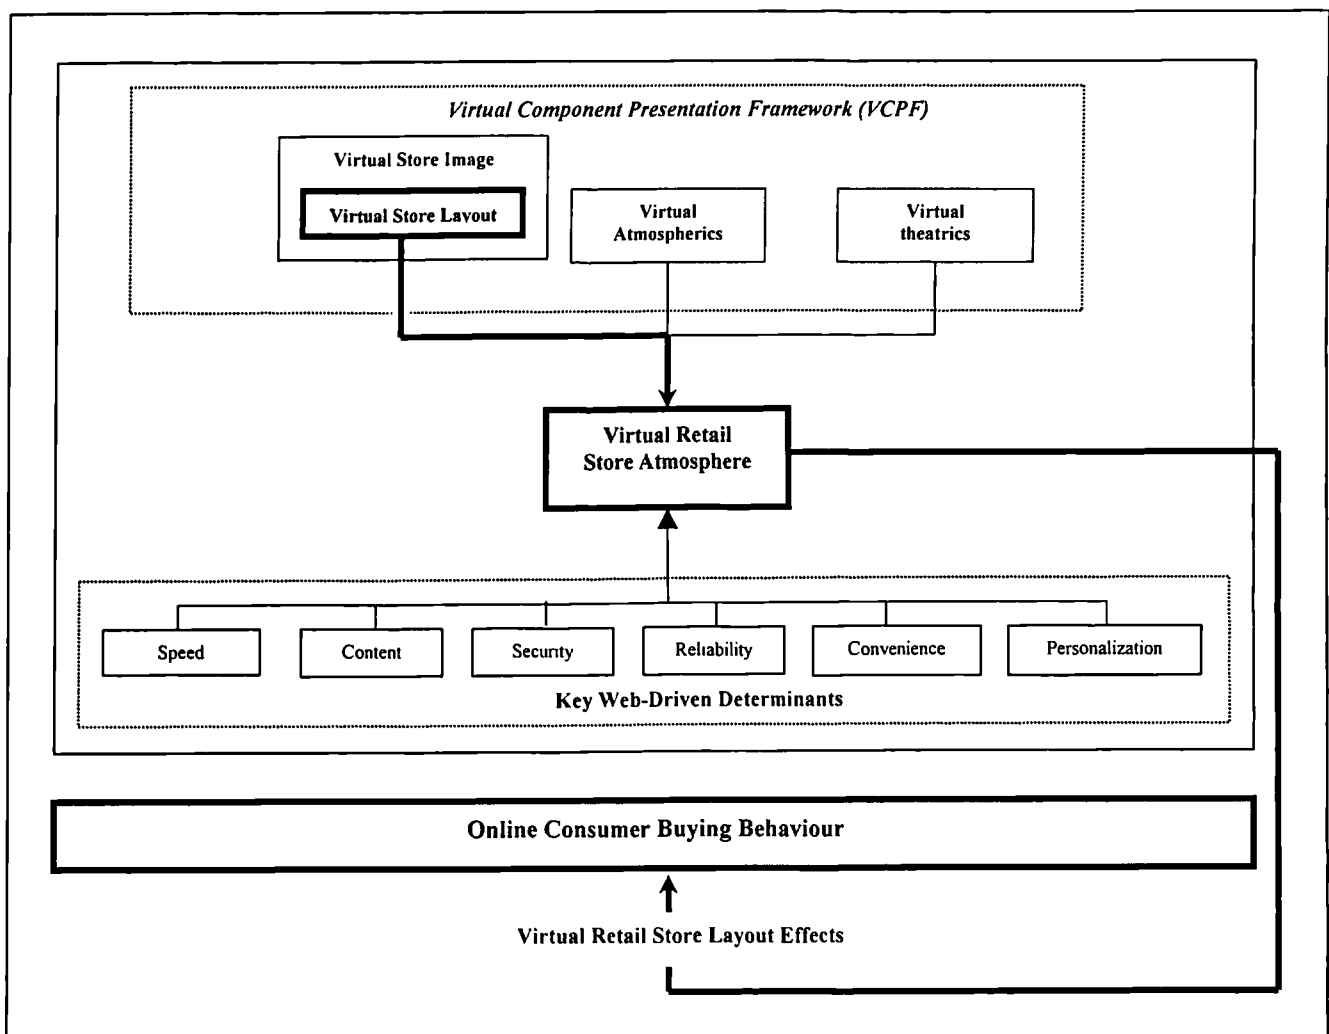 Virtual Component Presentation Framework (VCPF)
Virtual Store Image
Virtual Store Layout
Virtual
Atmospherics
Virtual
theatrics
Virtual Retail
Store Atmosphere
Speed
Content
Security
Reliability
Convenience
Personalization
Key Web-Driven Determinants
Online Consumer Buying Behaviour
Virtual Retail Store Layout Effects